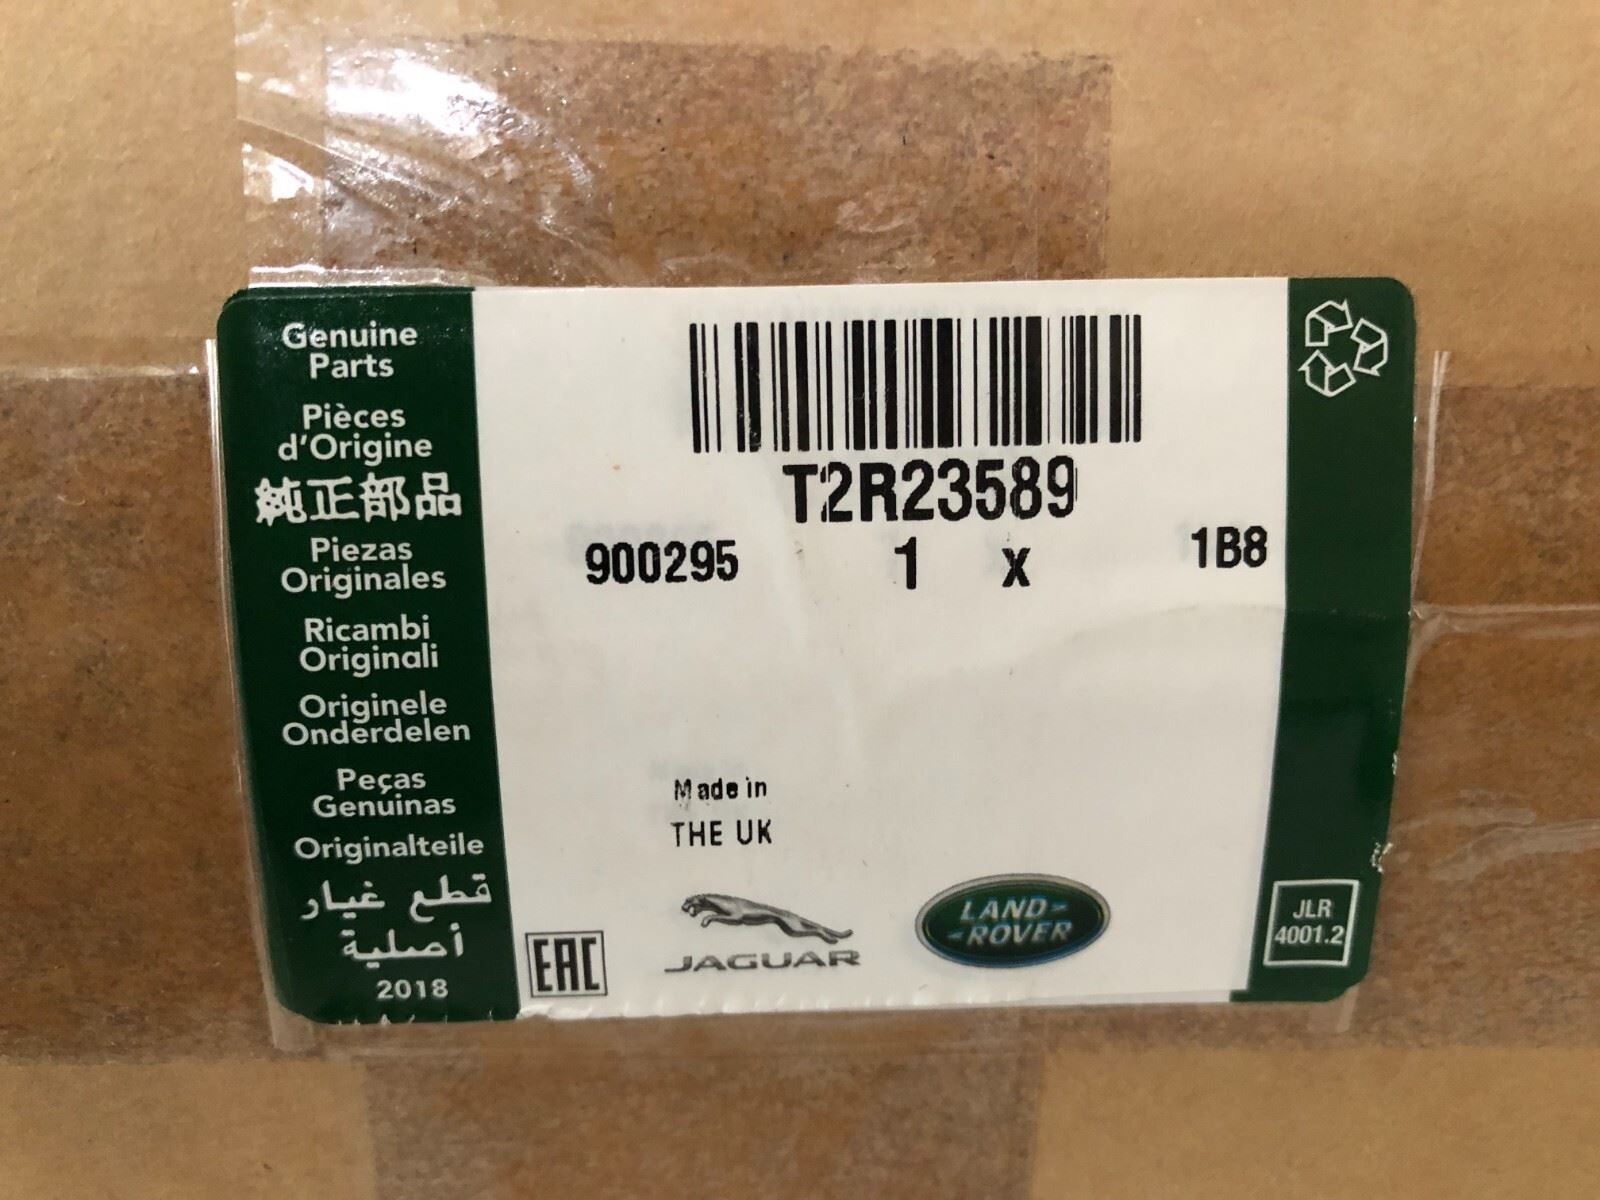 Genuine
Parts
Pièces
d'Origine
純正部品
Piezas
Originales
Ricambi
Originali
Originele
Onderdelen
Peças
Genuinas
Originalteile
قطع غيار
أصلية
2018
T2R23589
900295 1 x 1B8
Made in
THE UK
EAC
JAGUAR
LAND-
-ROVER
JLR
4001.2